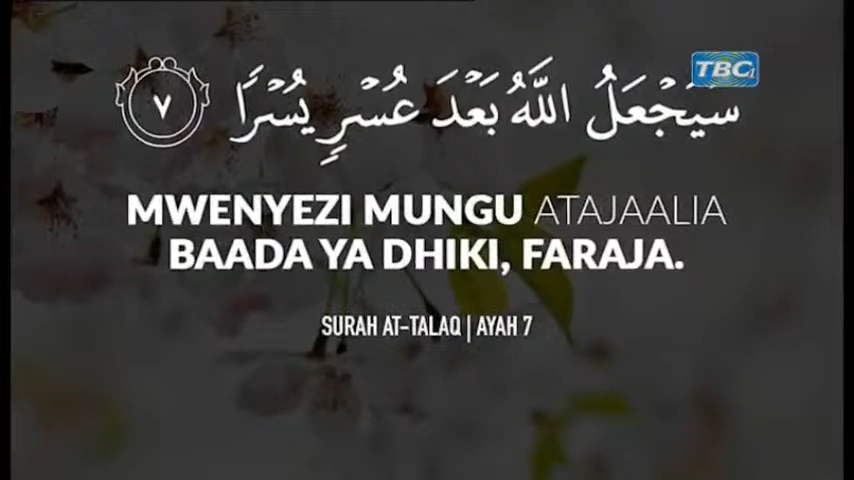 TBC1
سَيَجْعَلُ اللَّهُ بَعْدَ عُسْرٍ يُسْرًا ٧
MWENYEZI MUNGU ATAJAALIA
BAADA YA DHIKI, FARAJA.
SURAH AT-TALAQ | AYAH 7